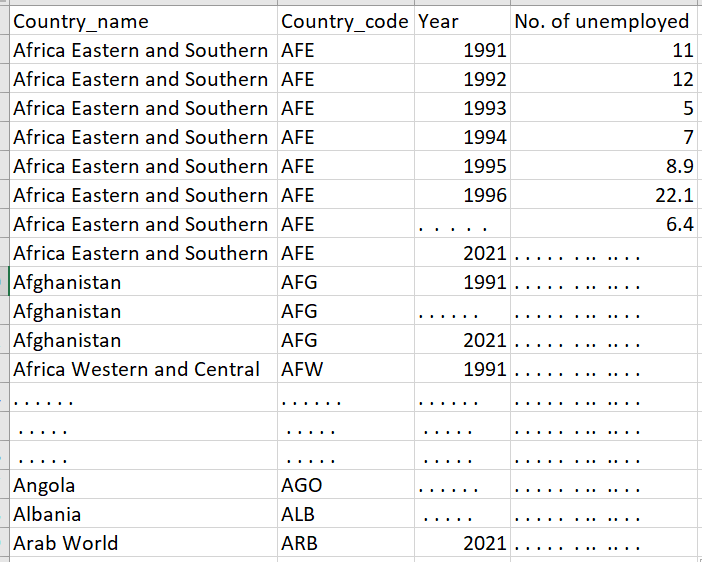 Country_name Country_code Year No. of unemployed
Africa Eastern and Southern AFE 1991 11
Africa Eastern and Southern AFE 1992 12
Africa Eastern and Southern AFE 1993 5
Africa Eastern and Southern AFE 1994 7
Africa Eastern and Southern AFE 1995 8.9
Africa Eastern and Southern AFE 1996 22.1
Africa Eastern and Southern AFE . . . . . 6.4
Africa Eastern and Southern AFE 2021 . . . . . . .. .. . .
Afghanistan AFG 1991 . . . . . . .. .. . .
Afghanistan AFG . . . . . . . . . . . . .. .. . .
Afghanistan AFG 2021 . . . . . . .. .. . .
Africa Western and Central AFW 1991 . . . . . . .. .. . .
. . . . . . . . . . . . . . . . . . . . . . . . .. .. . .
. . . . . . . . . . . . . . . . . . . . . .. .. . .
. . . . . . . . . . . . . . . . . . . . . .. .. . .
Angola AGO . . . . . . . . . . . . .. .. . .
Albania ALB . . . . . . . . . . . .. .. . .
Arab World ARB 2021 . . . . . . .. .. . .